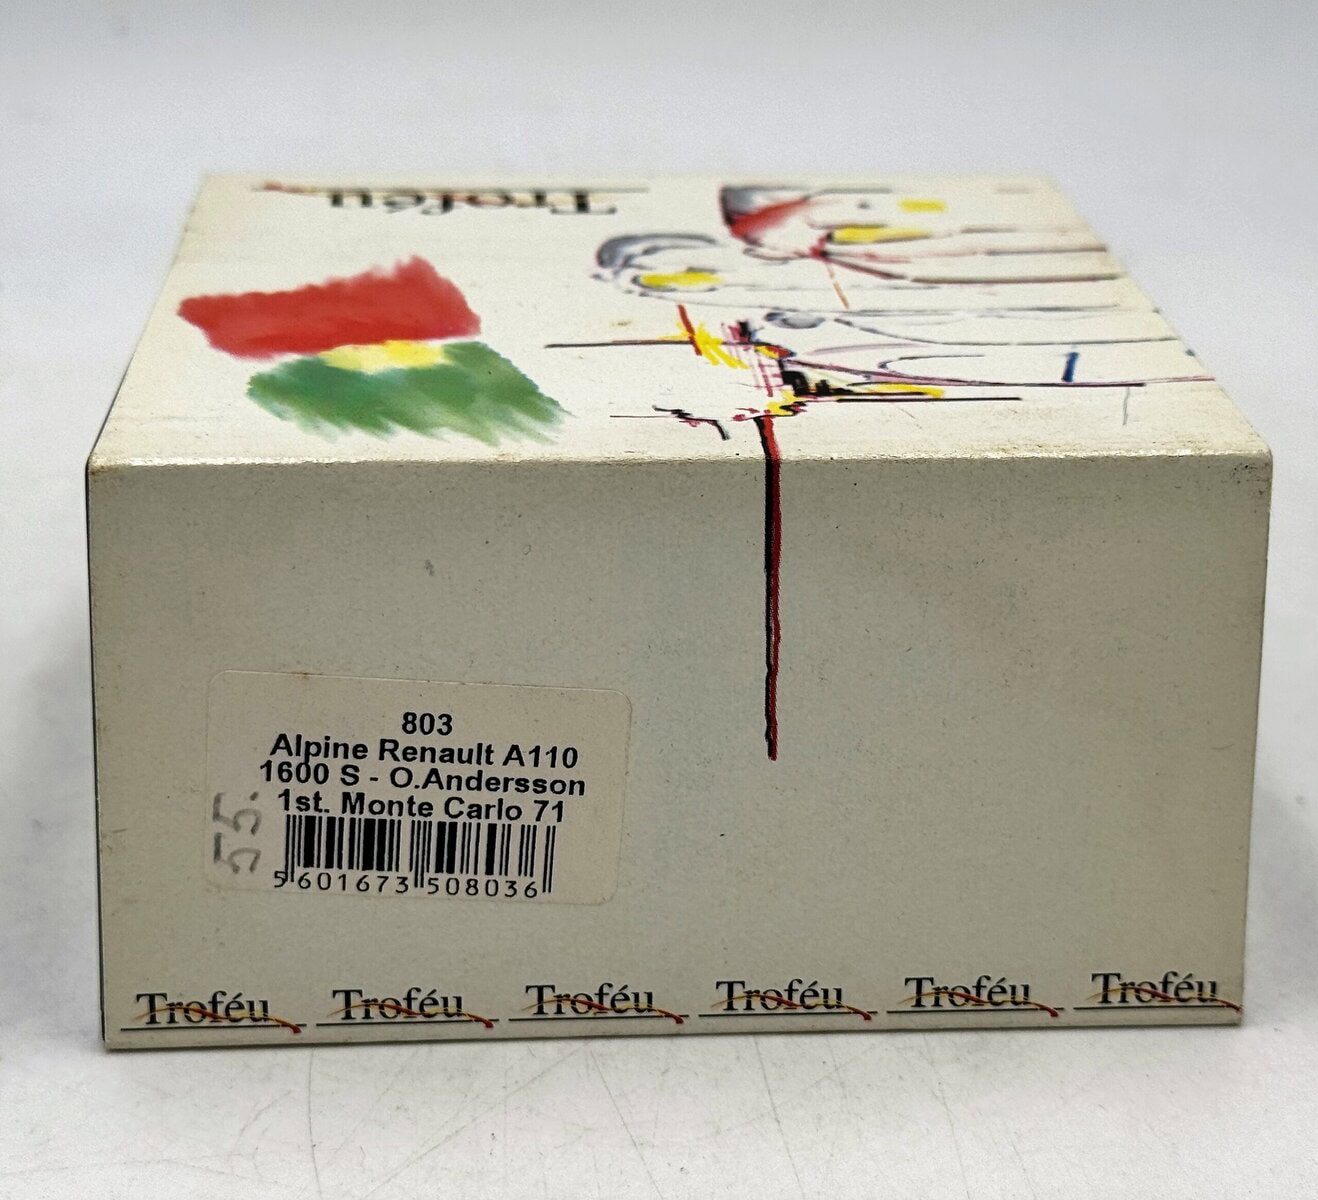 Troféu
803
Alpine Renault A110
1600 S - O.Andersson
1st. Monte Carlo 71
55.
5 601673 508036
Troféu Troféu Troféu Troféu Troféu Troféu